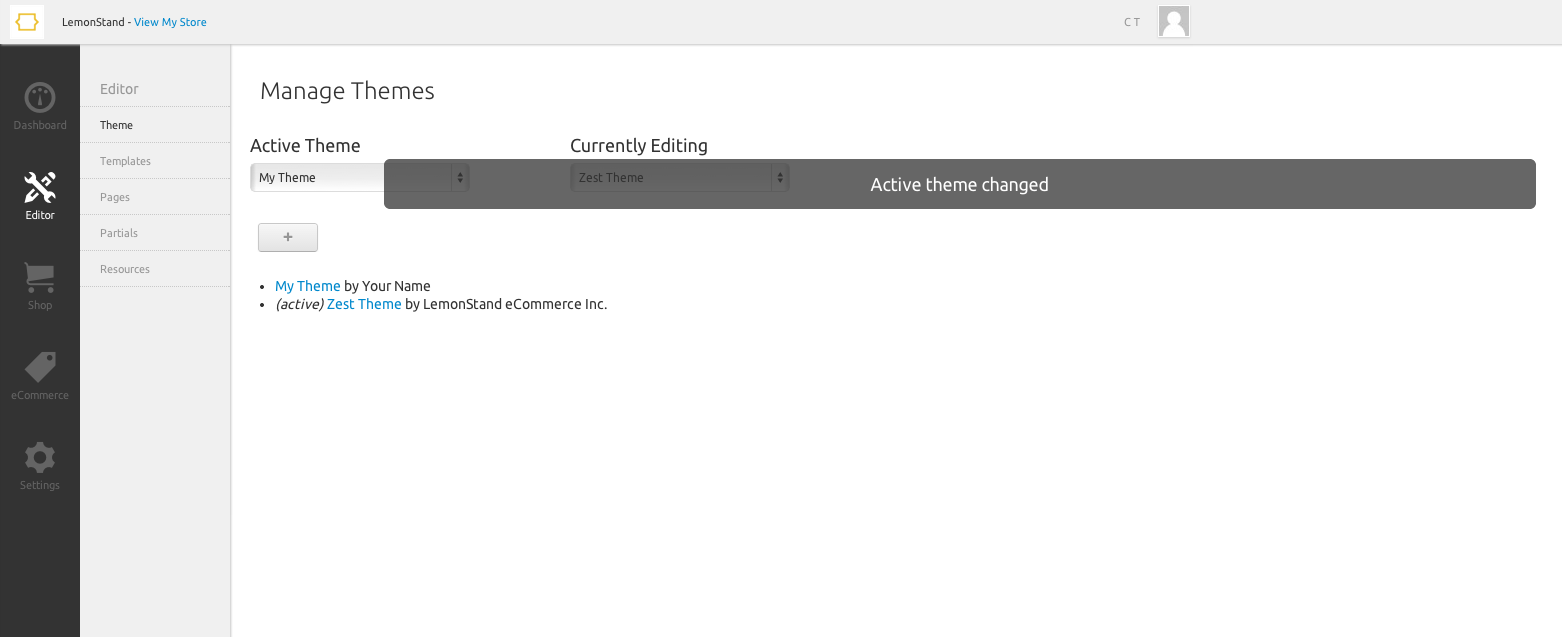 LemonStand - View My Store
C T
Dashboard
Editor
Shop
eCommerce
Settings
Editor
Theme
Templates
Pages
Partials
Resources
Manage Themes
Active Theme
Currently Editing
My Theme
Zest Theme
Active theme changed
+
My Theme by Your Name
(active) Zest Theme by LemonStand eCommerce Inc.